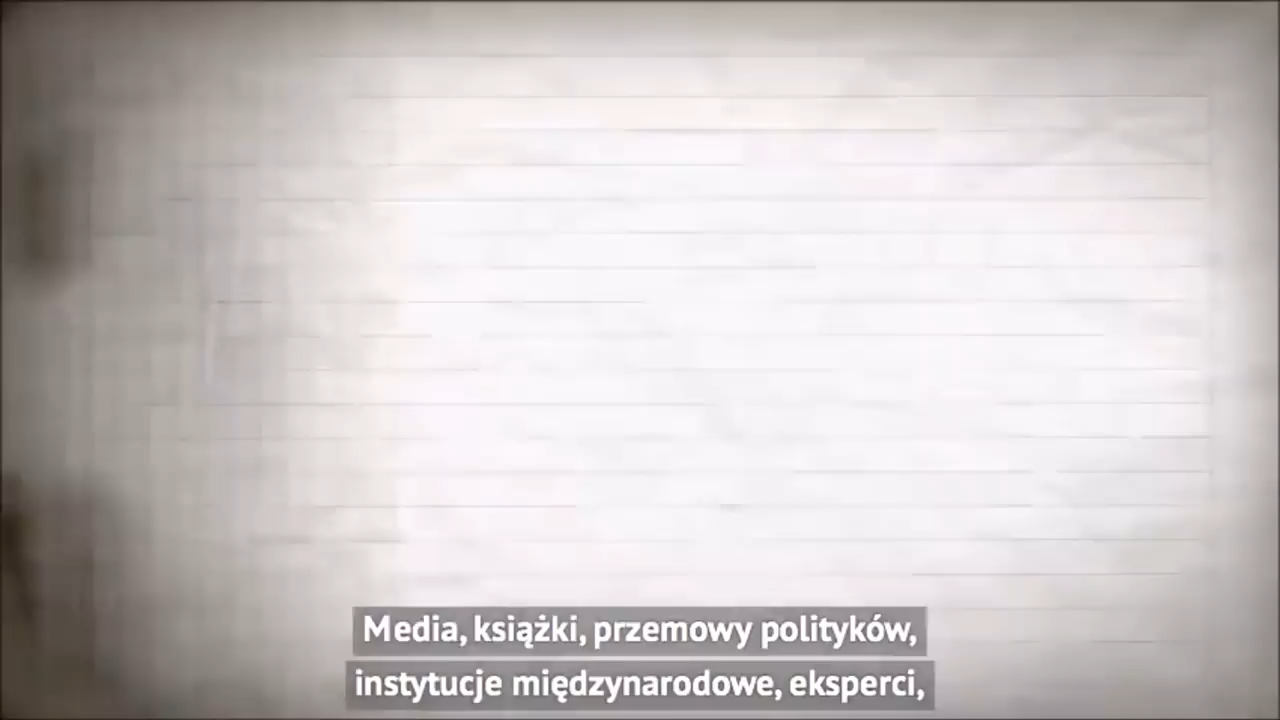 Media, książki, przemowy polityków,
instytucje międzynarodowe, eksperci,